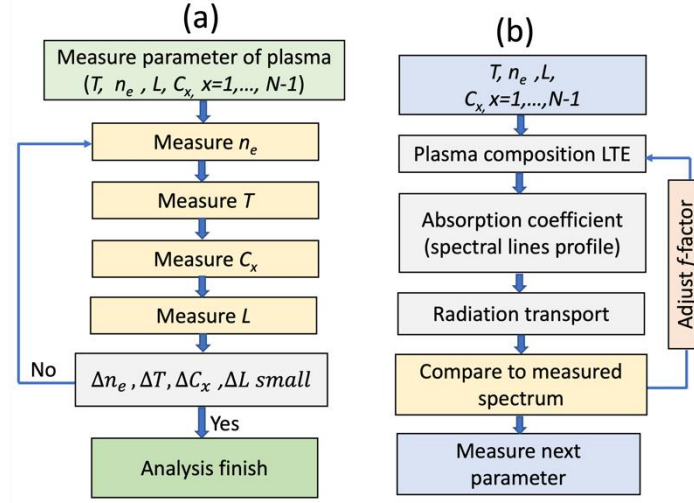 (a)
Measure parameter of plasma
(T, nₑ , L, Cₓ, x=1,..., N-1)
Measure nₑ
Measure T
Measure Cₓ
Measure L
No
Δnₑ , ΔT, ΔCₓ , ΔL small
Yes
Analysis finish
(b)
T, nₑ ,L,
Cₓ, x=1,...,N-1
Plasma composition LTE
Absorption coefficient
(spectral lines profile)
Radiation transport
Compare to measured
spectrum
Adjust f-factor
Measure next
parameter